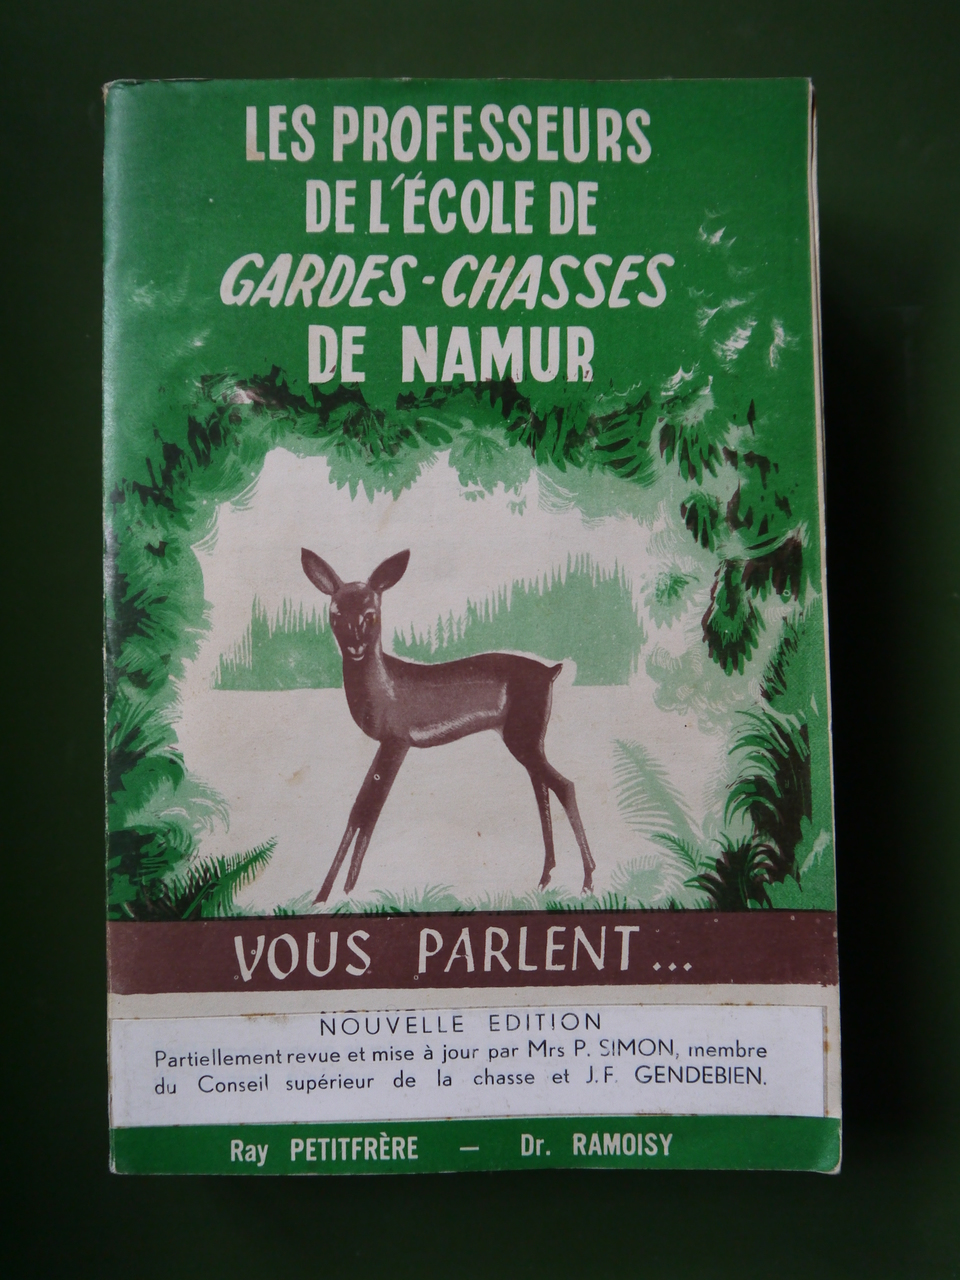 LES PROFESSEURS
DE L'ÉCOLE DE
GARDES-CHASSES
DE NAMUR
VOUS PARLENT...
NOUVELLE EDITION
Partiellement revue et mise à jour par Mrs P. SIMON, membre
du Conseil supérieur de la chasse et J.F. GENDEBIEN.
Ray PETITFRÈRE — Dr. RAMOISY